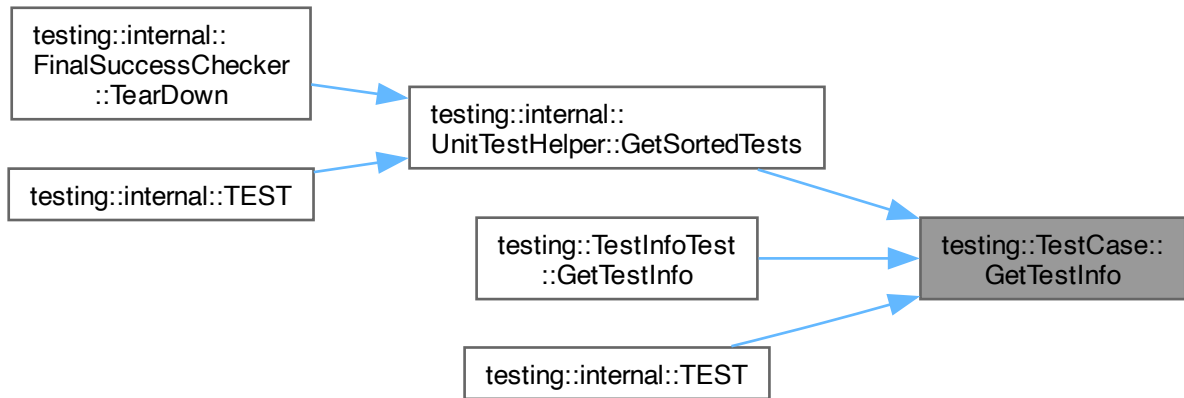 testing::internal::
FinalSuccessChecker
::TearDown
testing::internal::TEST
testing::internal::
UnitTestHelper::GetSortedTests
testing::TestInfoTest
::GetTestInfo
testing::internal::TEST
testing::TestCase::
GetTestInfo